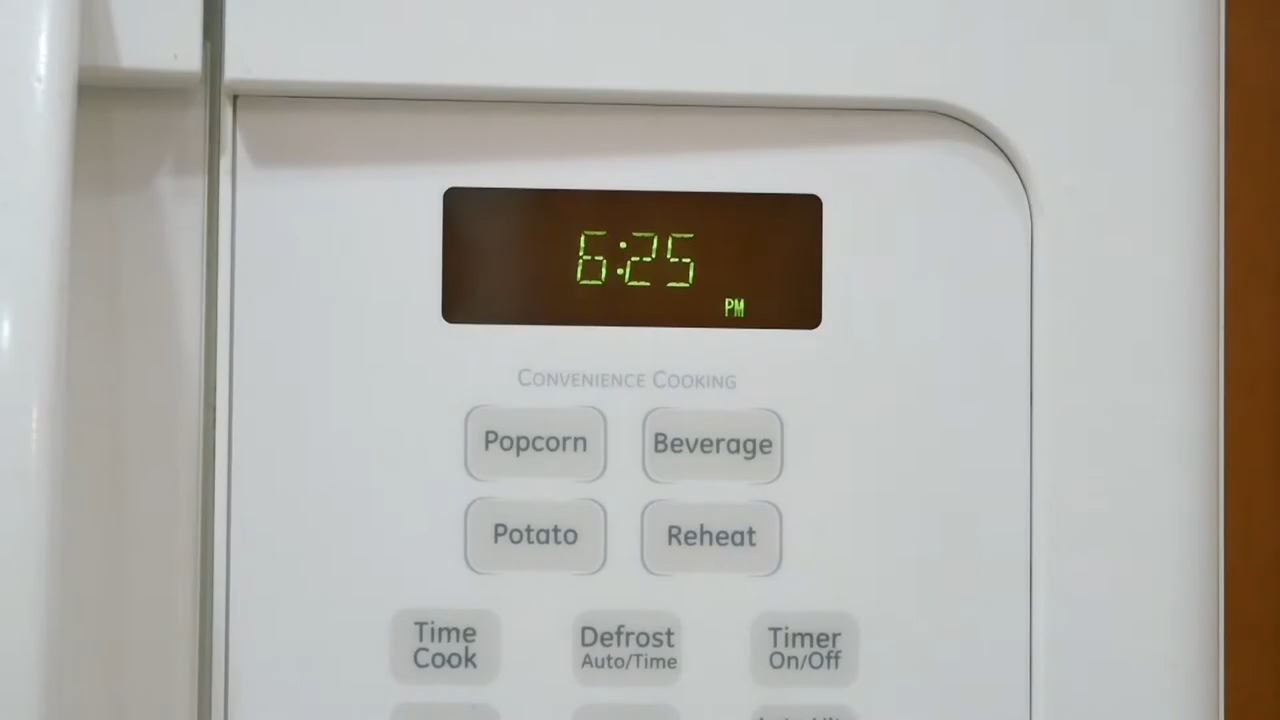 6:25
PM
Convenience Cooking
Popcorn
Beverage
Potato
Reheat
Time
Cook
Defrost
Auto/Time
Timer
On/Off